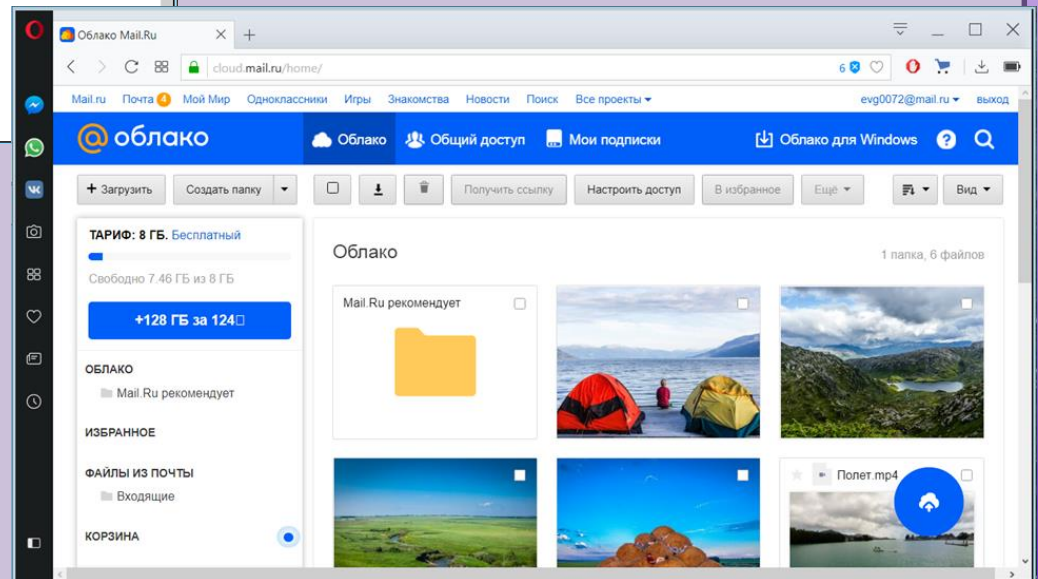 Облако Mail.Ru
cloud.mail.ru/home/
6
Mail.ru Почта 4 Мой Мир Одноклассники Игры Знакомства Новости Поиск Все проекты evg0072@mail.ru выход
@ облако Облако Общий доступ Мои подписки Облако для Windows ?
+ Загрузить Создать папку Получить ссылку Настроить доступ В избранное Ещё Вид
ТАРИФ: 8 ГБ. Бесплатный
Свободно 7.46 ГБ из 8 ГБ
+128 ГБ за 124
ОБЛАКО
Mail.Ru рекомендует
ИЗБРАННОЕ
ФАЙЛЫ ИЗ ПОЧТЫ
Входящие
КОРЗИНА
Облако
1 папка, 6 файлов
Mail.Ru рекомендует
Полет.mp4